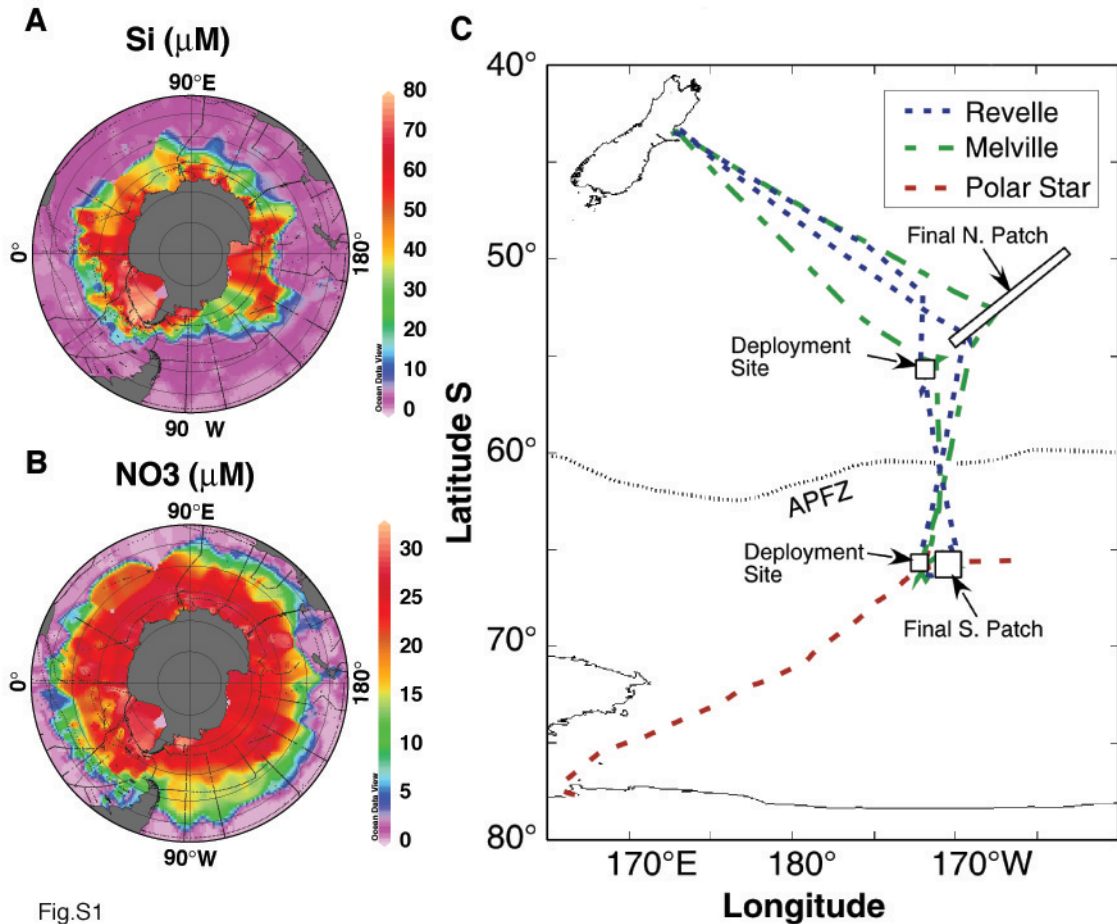 A
Si (μM)
90°E
0°
180°
90 W
80
70
60
50
40
30
20
10
0
Ocean Data View
B
NO3 (μM)
90°E
0°
180°
90°W
30
25
20
15
10
5
0
Ocean Data View
Fig.S1
C
40°
50°
60°
70°
80°
Latitude S
Revelle
Melville
Polar Star
Final N. Patch
Deployment
Site
APFZ
Deployment
Site
Final S. Patch
170°E
180°
170°W
Longitude